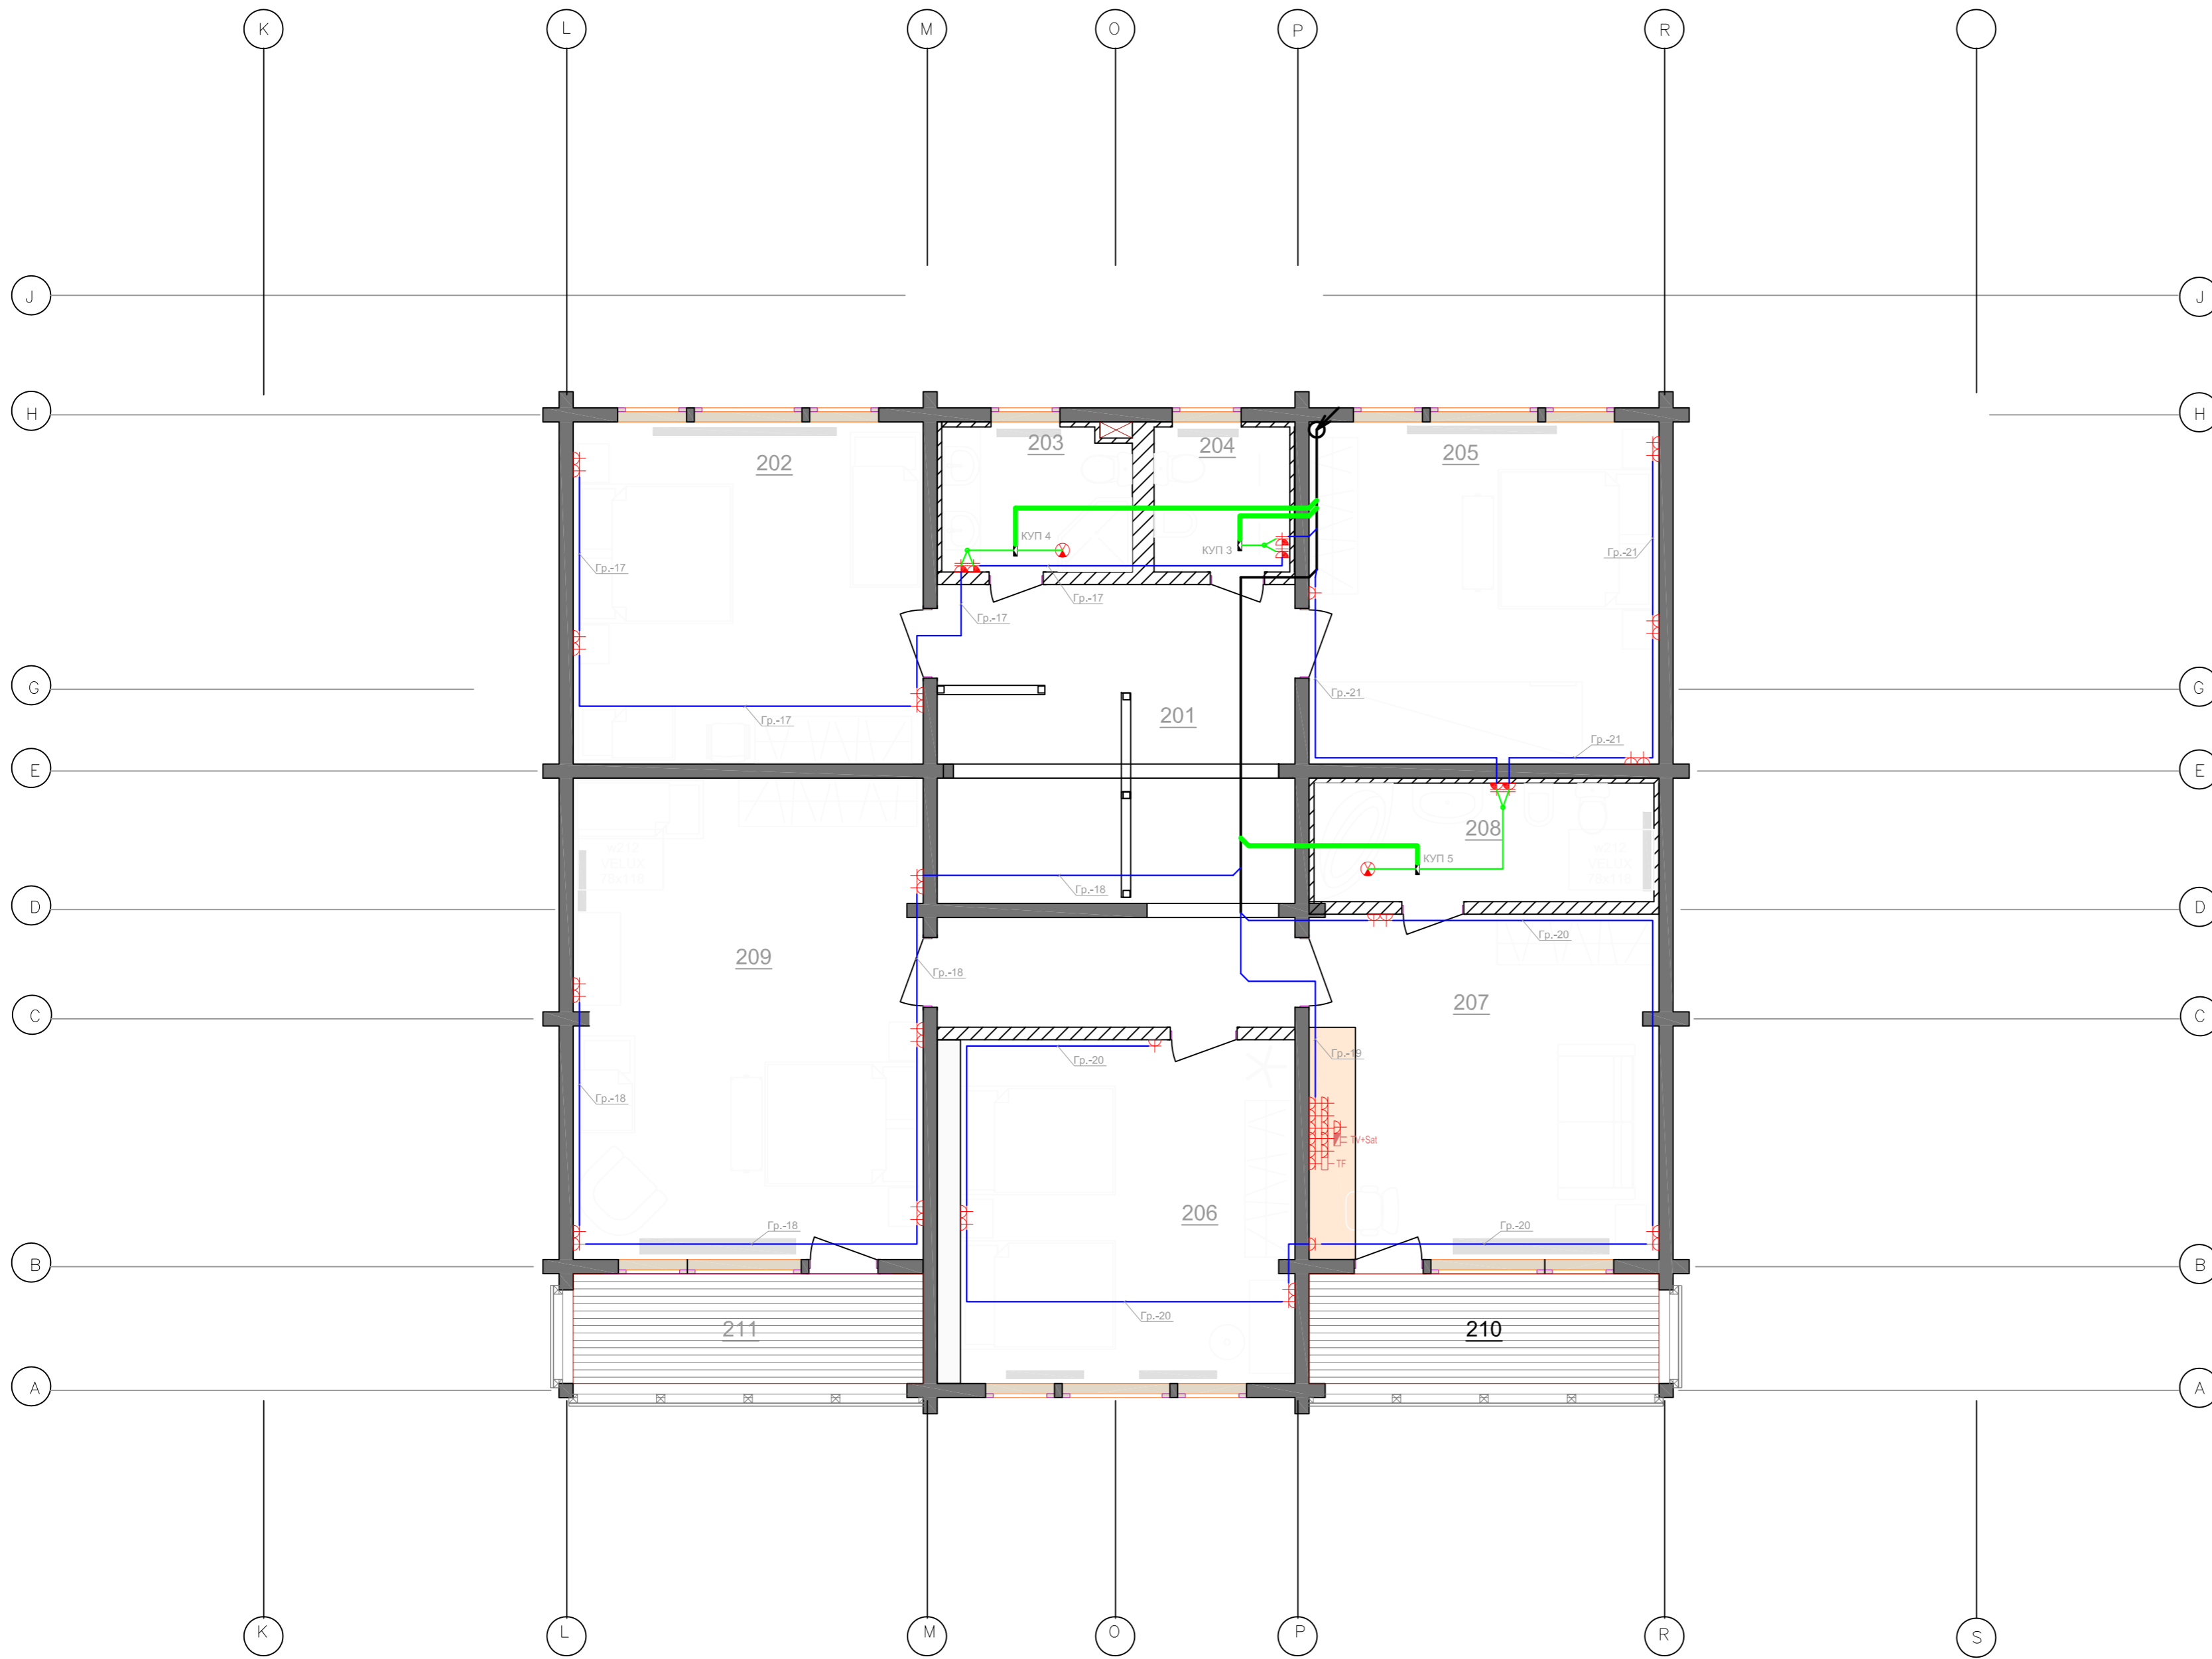 K
L
M
O
P
R
J
J
H
H
202
203
204
205
КУП 4
КУП 3
Гр.-21
Гр.-17
Гр.-17
Гр.-17
G
G
Гр.-21
201
Гр.-17
Гр.-21
E
E
208
КУП 5
Гр.-18
D
D
Гр.-20
209
Гр.-18
207
C
C
Гр.-20
Гр.-19
Гр.-18
TV+Sat
TF
206
Гр.-18
Гр.-20
B
B
Гр.-20
211
210
A
A
K
L
M
O
P
R
S